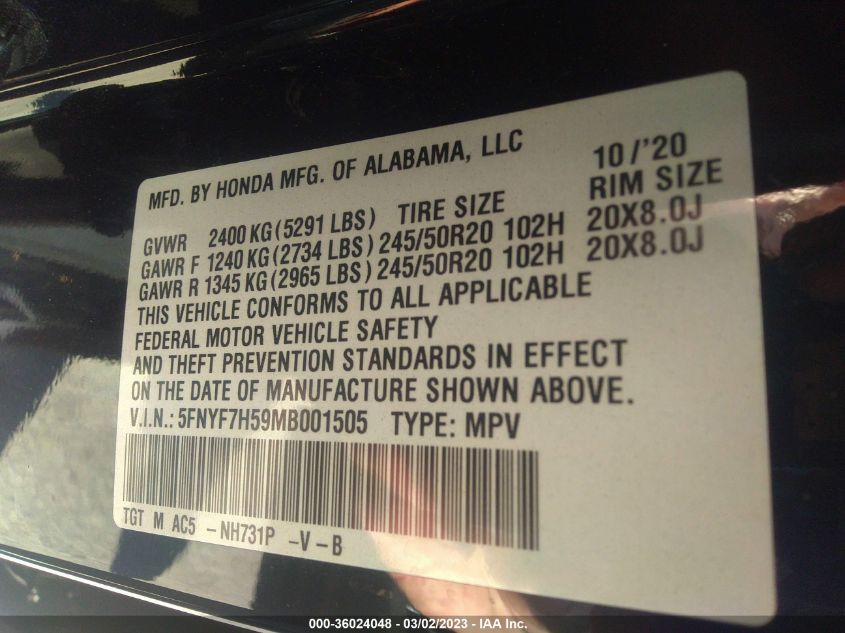 MFD. BY HONDA MFG. OF ALABAMA, LLC 10/'20
GVWR 2400 KG (5291 LBS) TIRE SIZE RIM SIZE
GAWR F 1240 KG (2734 LBS) 245/50R20 102H 20X8.0J
GAWR R 1345 KG (2965 LBS) 245/50R20 102H 20X8.0J
THIS VEHICLE CONFORMS TO ALL APPLICABLE
FEDERAL MOTOR VEHICLE SAFETY
AND THEFT PREVENTION STANDARDS IN EFFECT
ON THE DATE OF MANUFACTURE SHOWN ABOVE.
V.I.N.: 5FNYF7H59MB001505 TYPE: MPV
TGT M AC5 - NH731P - V - B
000-36024048 - 03/02/2023 - IAA Inc.